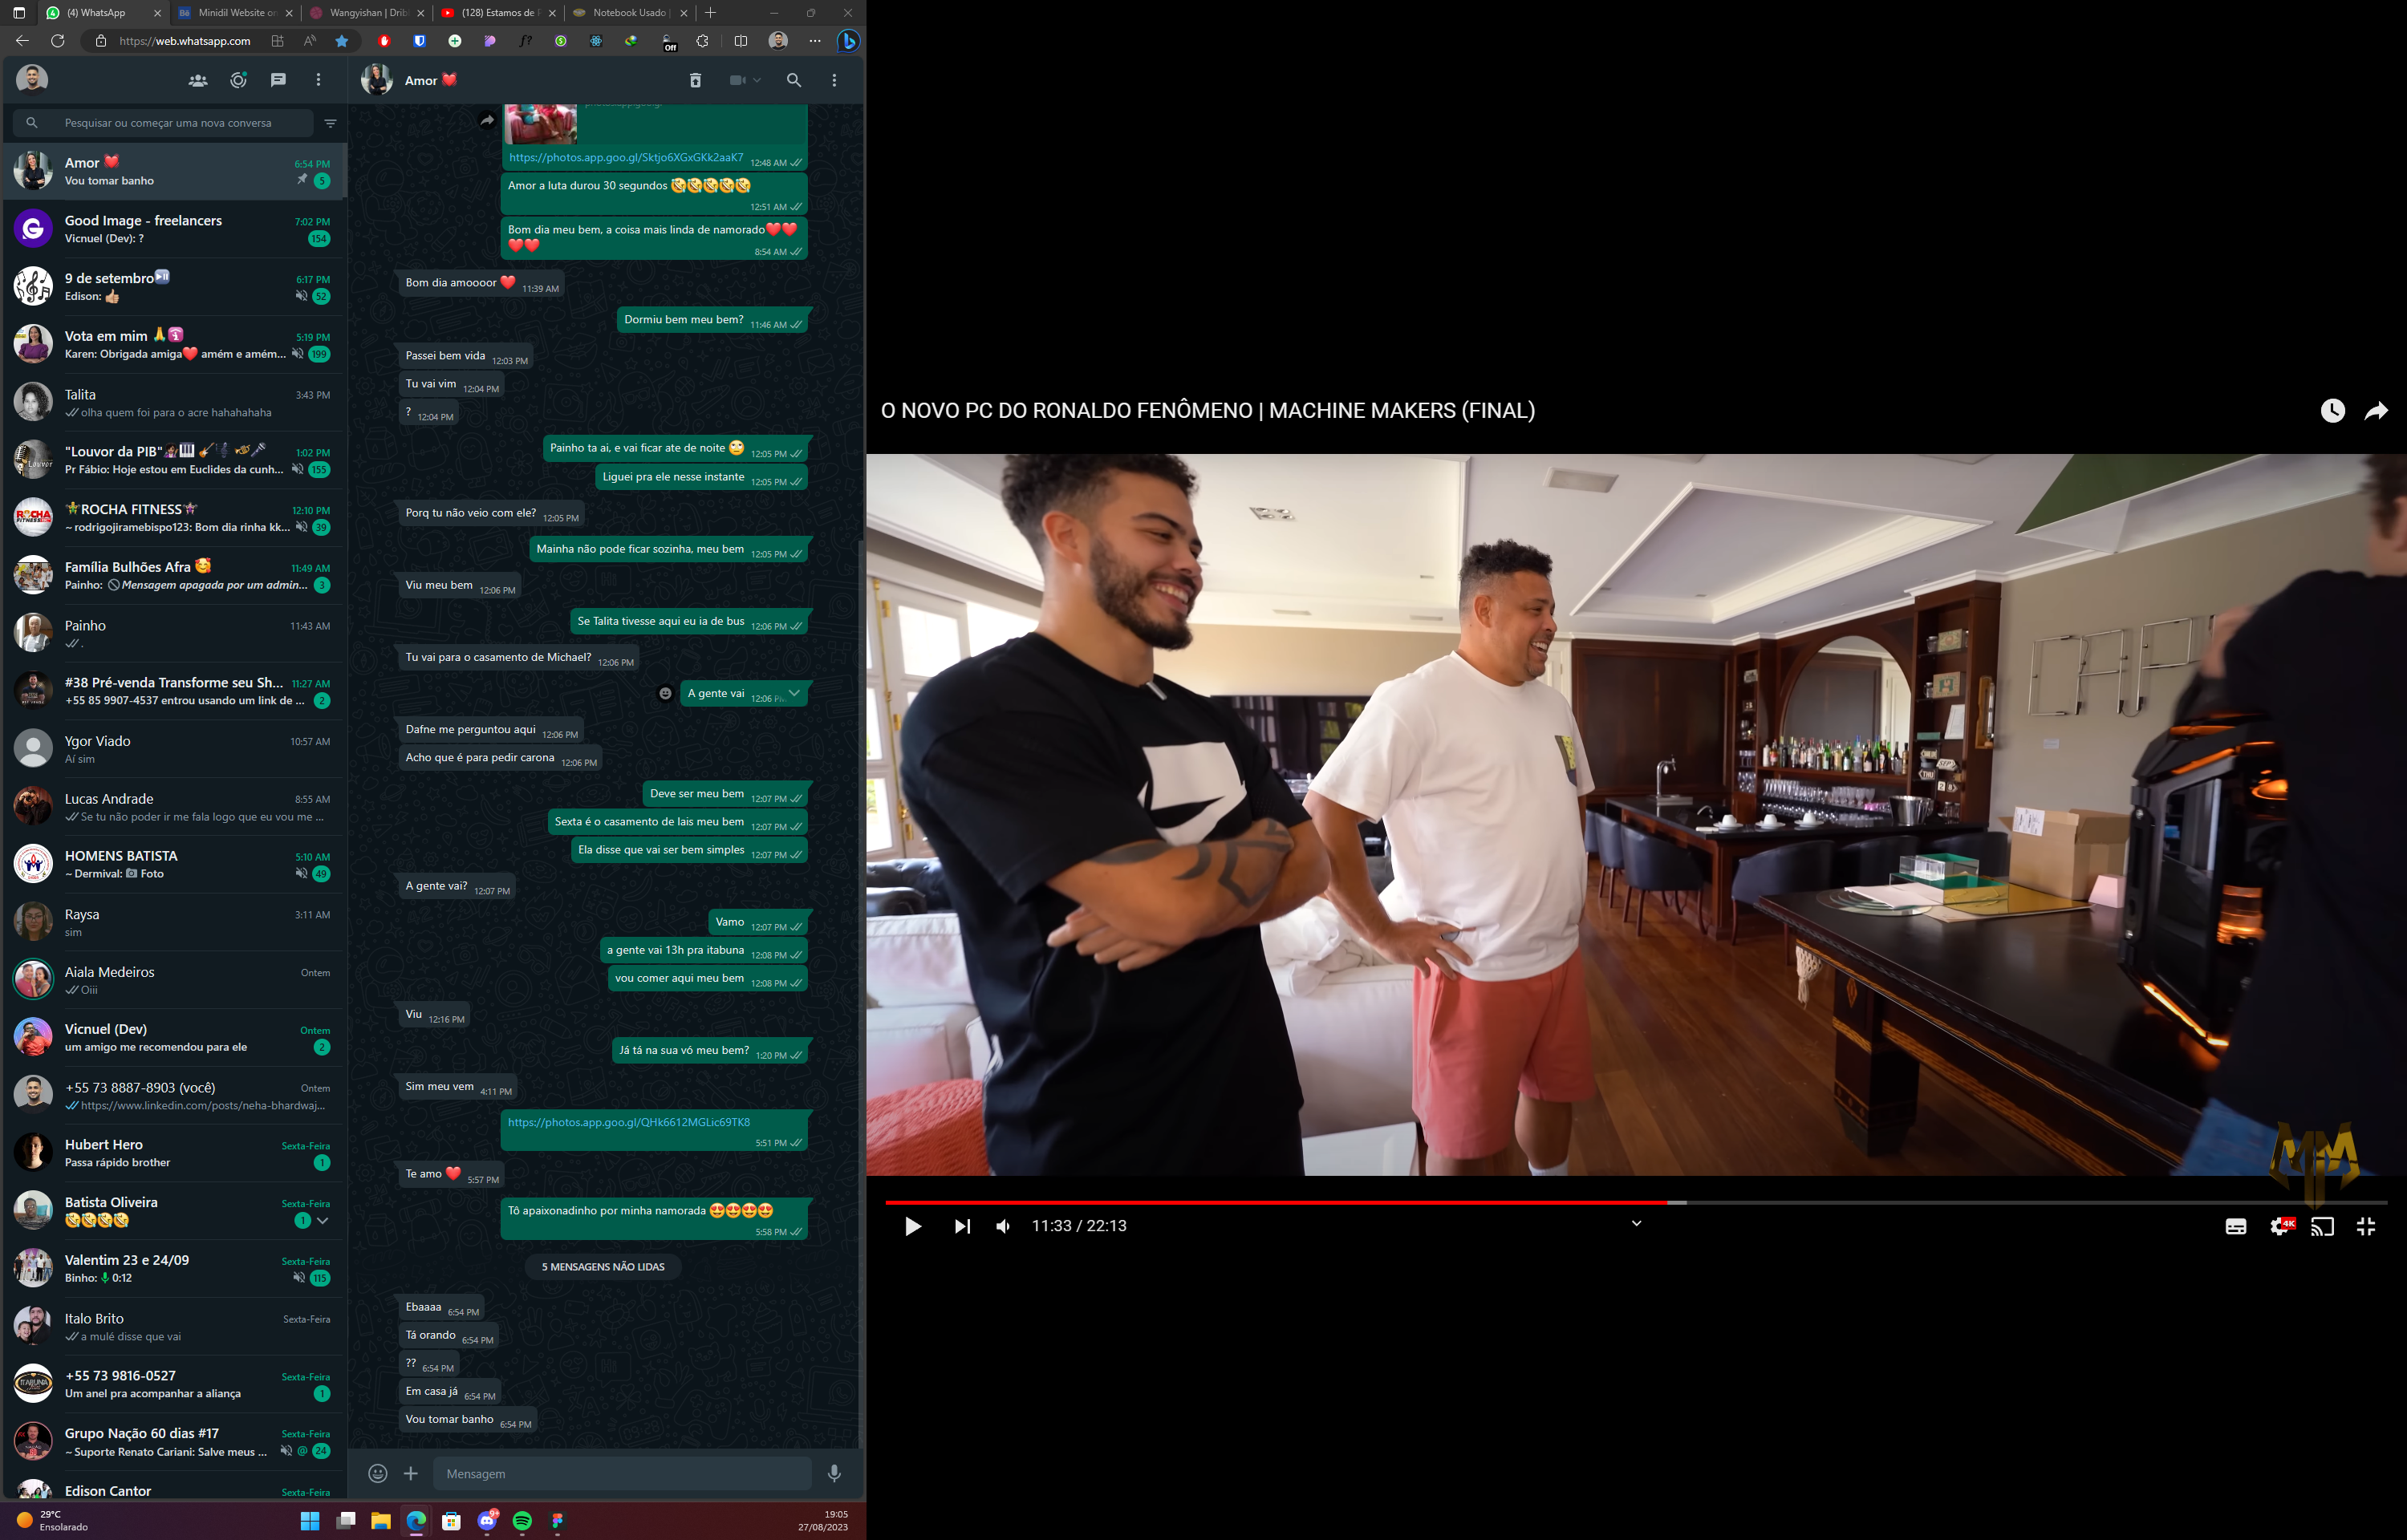 (4) WhatsApp
Minidil Website on
Wangyishan | Drib
(128) Estamos de F
Notebook Usado |
https://web.whatsapp.com
Off
Pesquisar ou começar uma nova conversa
Amor 💓
6:54 PM
Vou tomar banho
5
Good Image - freelancers
7:02 PM
Vicnuel (Dev): ?
154
9 de setembro⏯️
6:17 PM
Edison: 👍🏼
52
Vota em mim 🙏🛐
5:19 PM
Karen: Obrigada amiga❤️ amém e amém...
199
Talita
3:43 PM
olha quem foi para o acre hahahahaha
"Louvor da PIB"
1:02 PM
Pr Fábio: Hoje estou em Euclides da cunh...
155
ROCHA FITNESS
12:10 PM
~ rodrigojiramebispo123: Bom dia rinha kk...
39
Família Bulhões Afra 🥰
11:49 AM
Painho: 🚫Mensagem apagada por um admin...
3
Painho
11:43 AM
.
#38 Pré-venda Transforme seu Sh...
11:27 AM
+55 85 9907-4537 entrou usando um link de ...
2
Ygor Viado
10:57 AM
Aí sim
Lucas Andrade
8:55 AM
Se tu não poder ir me fala logo que eu vou me ...
HOMENS BATISTA
5:10 AM
~ Dermival: 📷 Foto
49
Raysa
3:11 AM
sim
Aiala Medeiros
Ontem
Oiii
Vicnuel (Dev)
Ontem
um amigo me recomendou para ele
2
+55 73 8887-8903 (você)
Ontem
https://www.linkedin.com/posts/neha-bhardwaj...
Hubert Hero
Sexta-Feira
Passa rápido brother
1
Batista Oliveira
Sexta-Feira
🤣🤣🤣🤣
1
Valentim 23 e 24/09
Sexta-Feira
Binho: 0:12
115
Italo Brito
Sexta-Feira
a mulé disse que vai
+55 73 9816-0527
Sexta-Feira
Um anel pra acompanhar a aliança
1
Grupo Nação 60 dias #17
Sexta-Feira
~ Suporte Renato Cariani: Salve meus ...
@ 24
Edison Cantor
Sexta-Feira
Amor 💓
https://photos.app.goo.gl/Sktjo6XGxGKk2aaK7 12:48 AM
Amor a luta durou 30 segundos 🤣🤣🤣🤣🤣
12:51 AM
Bom dia meu bem, a coisa mais linda de namorado❤️❤️
❤️❤️
8:54 AM
Bom dia amoooor ❤️ 11:39 AM
Dormiu bem meu bem? 11:46 AM
Passei bem vida 12:03 PM
Tu vai vim 12:04 PM
? 12:04 PM
Painho ta ai, e vai ficar ate de noite 🙄 12:05 PM
Liguei pra ele nesse instante 12:05 PM
Porq tu não veio com ele? 12:05 PM
Mainha não pode ficar sozinha, meu bem 12:05 PM
Viu meu bem 12:06 PM
Se Talita tivesse aqui eu ia de bus 12:06 PM
Tu vai para o casamento de Michael? 12:06 PM
A gente vai 12:06 P
Dafne me perguntou aqui 12:06 PM
Acho que é para pedir carona 12:06 PM
Deve ser meu bem 12:07 PM
Sexta é o casamento de lais meu bem 12:07 PM
Ela disse que vai ser bem simples 12:07 PM
A gente vai? 12:07 PM
Vamo 12:07 PM
a gente vai 13h pra itabuna 12:08 PM
vou comer aqui meu bem 12:08 PM
Viu 12:16 PM
Já tá na sua vó meu bem? 1:20 PM
Sim meu vem 4:11 PM
https://photos.app.goo.gl/QHk6612MGLic69TK8
5:51 PM
Te amo ❤️ 5:57 PM
Tô apaixonadinho por minha namorada 😍😍😍😍
5:58 PM
5 MENSAGENS NÃO LIDAS
Ebaaaa 6:54 PM
Tá orando 6:54 PM
?? 6:54 PM
Em casa já 6:54 PM
Vou tomar banho 6:54 PM
Mensagem
29°C
Ensolarado
19:05
27/08/2023
O NOVO PC DO RONALDO FENÔMENO | MACHINE MAKERS (FINAL)
11:33 / 22:13
4K